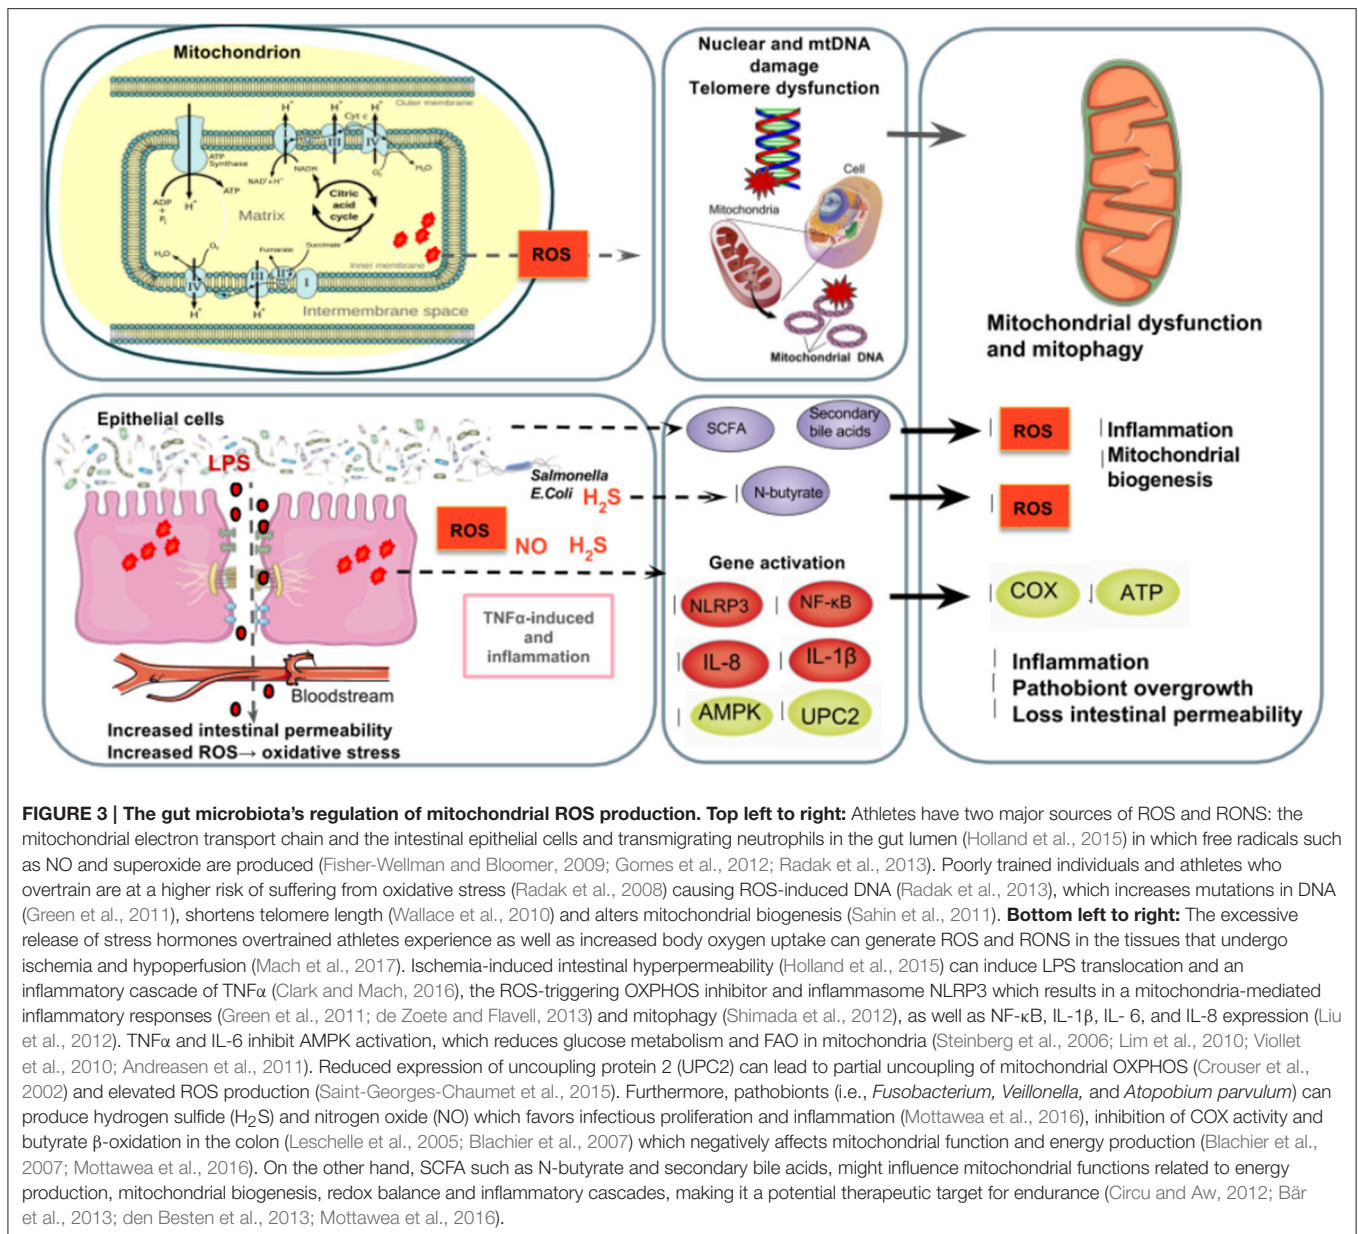 Mitochondrion
Outer membrane
H+
H+
H+
Cyt c
I
III
IV
ATP
Synthase
NADH
NAD+ + H+
O2
H2O
ATP
ADP
+
Pi
H+
Citric
acid
cycle
Matrix
H2O
O2
Fumarate
Succinate
Inner membrane
IV
III
II
I
H+
H+
Intermembrane space
ROS
Nuclear and mtDNA
damage
Telomere dysfunction
Cell
Mitochondria
Mitochondrial DNA
Mitochondrial dysfunction
and mitophagy
Epithelial cells
LPS
Salmonella
E.Coli
H2S
ROS
NO
H2S
TNFα-induced
and
inflammation
Bloodstream
Increased intestinal permeability
Increased ROS→ oxidative stress
SCFA
Secondary
bile acids
N-butyrate
Gene activation
NLRP3
NF-κB
IL-8
IL-1β
AMPK
UPC2
ROS
Inflammation
Mitochondrial
biogenesis
ROS
COX
ATP
Inflammation
Pathobiont overgrowth
Loss intestinal permeability
FIGURE 3 | The gut microbiota's regulation of mitochondrial ROS production. Top left to right: Athletes have two major sources of ROS and RONS: the
mitochondrial electron transport chain and the intestinal epithelial cells and transmigrating neutrophils in the gut lumen (Holland et al., 2015) in which free radicals such
as NO and superoxide are produced (Fisher-Wellman and Bloomer, 2009; Gomes et al., 2012; Radak et al., 2013). Poorly trained individuals and athletes who
overtrain are at a higher risk of suffering from oxidative stress (Radak et al., 2008) causing ROS-induced DNA (Radak et al., 2013), which increases mutations in DNA
(Green et al., 2011), shortens telomere length (Wallace et al., 2010) and alters mitochondrial biogenesis (Sahin et al., 2011). Bottom left to right: The excessive
release of stress hormones overtrained athletes experience as well as increased body oxygen uptake can generate ROS and RONS in the tissues that undergo
ischemia and hypoperfusion (Mach et al., 2017). Ischemia-induced intestinal hyperpermeability (Holland et al., 2015) can induce LPS translocation and an
inflammatory cascade of TNFα (Clark and Mach, 2016), the ROS-triggering OXPHOS inhibitor and inflammasome NLRP3 which results in a mitochondria-mediated
inflammatory responses (Green et al., 2011; de Zoete and Flavell, 2013) and mitophagy (Shimada et al., 2012), as well as NF-κB, IL-1β, IL- 6, and IL-8 expression (Liu
et al., 2012). TNFα and IL-6 inhibit AMPK activation, which reduces glucose metabolism and FAO in mitochondria (Steinberg et al., 2006; Lim et al., 2010; Viollet
et al., 2010; Andreasen et al., 2011). Reduced expression of uncoupling protein 2 (UPC2) can lead to partial uncoupling of mitochondrial OXPHOS (Crouser et al.,
2002) and elevated ROS production (Saint-Georges-Chaumet et al., 2015). Furthermore, pathobionts (i.e., Fusobacterium, Veillonella, and Atopobium parvulum) can
produce hydrogen sulfide (H2S) and nitrogen oxide (NO) which favors infectious proliferation and inflammation (Mottawea et al., 2016), inhibition of COX activity and
butyrate β-oxidation in the colon (Leschelle et al., 2005; Blachier et al., 2007) which negatively affects mitochondrial function and energy production (Blachier et al.,
2007; Mottawea et al., 2016). On the other hand, SCFA such as N-butyrate and secondary bile acids, might influence mitochondrial functions related to energy
production, mitochondrial biogenesis, redox balance and inflammatory cascades, making it a potential therapeutic target for endurance (Circu and Aw, 2012; Bär
et al., 2013; den Besten et al., 2013; Mottawea et al., 2016).